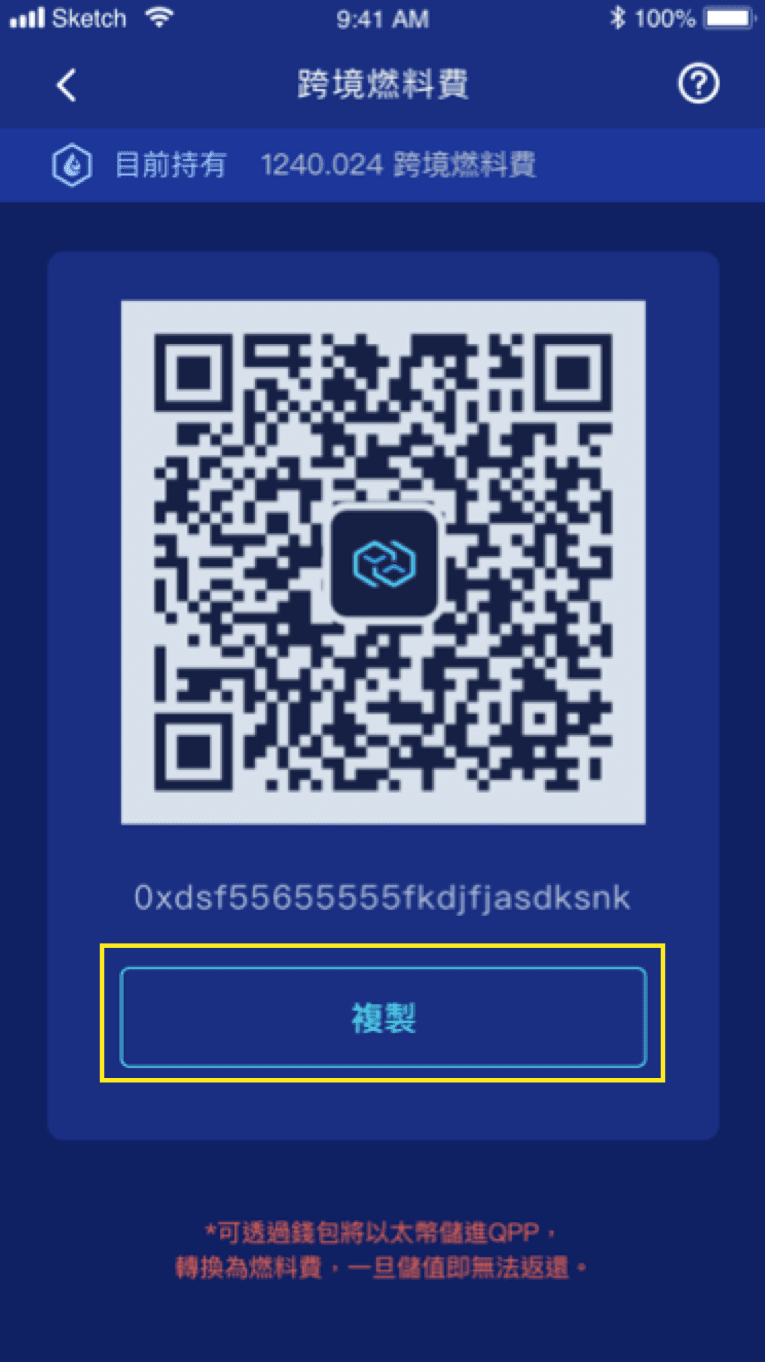 Sketch 9:41 AM 100%
跨境燃料費
目前持有 1240.024 跨境燃料費
0xdsf55655555fkdjfjasdksnk
複製
*可透過錢包將以太幣儲進QPP，
轉換為燃料費，一旦儲值即無法返還。